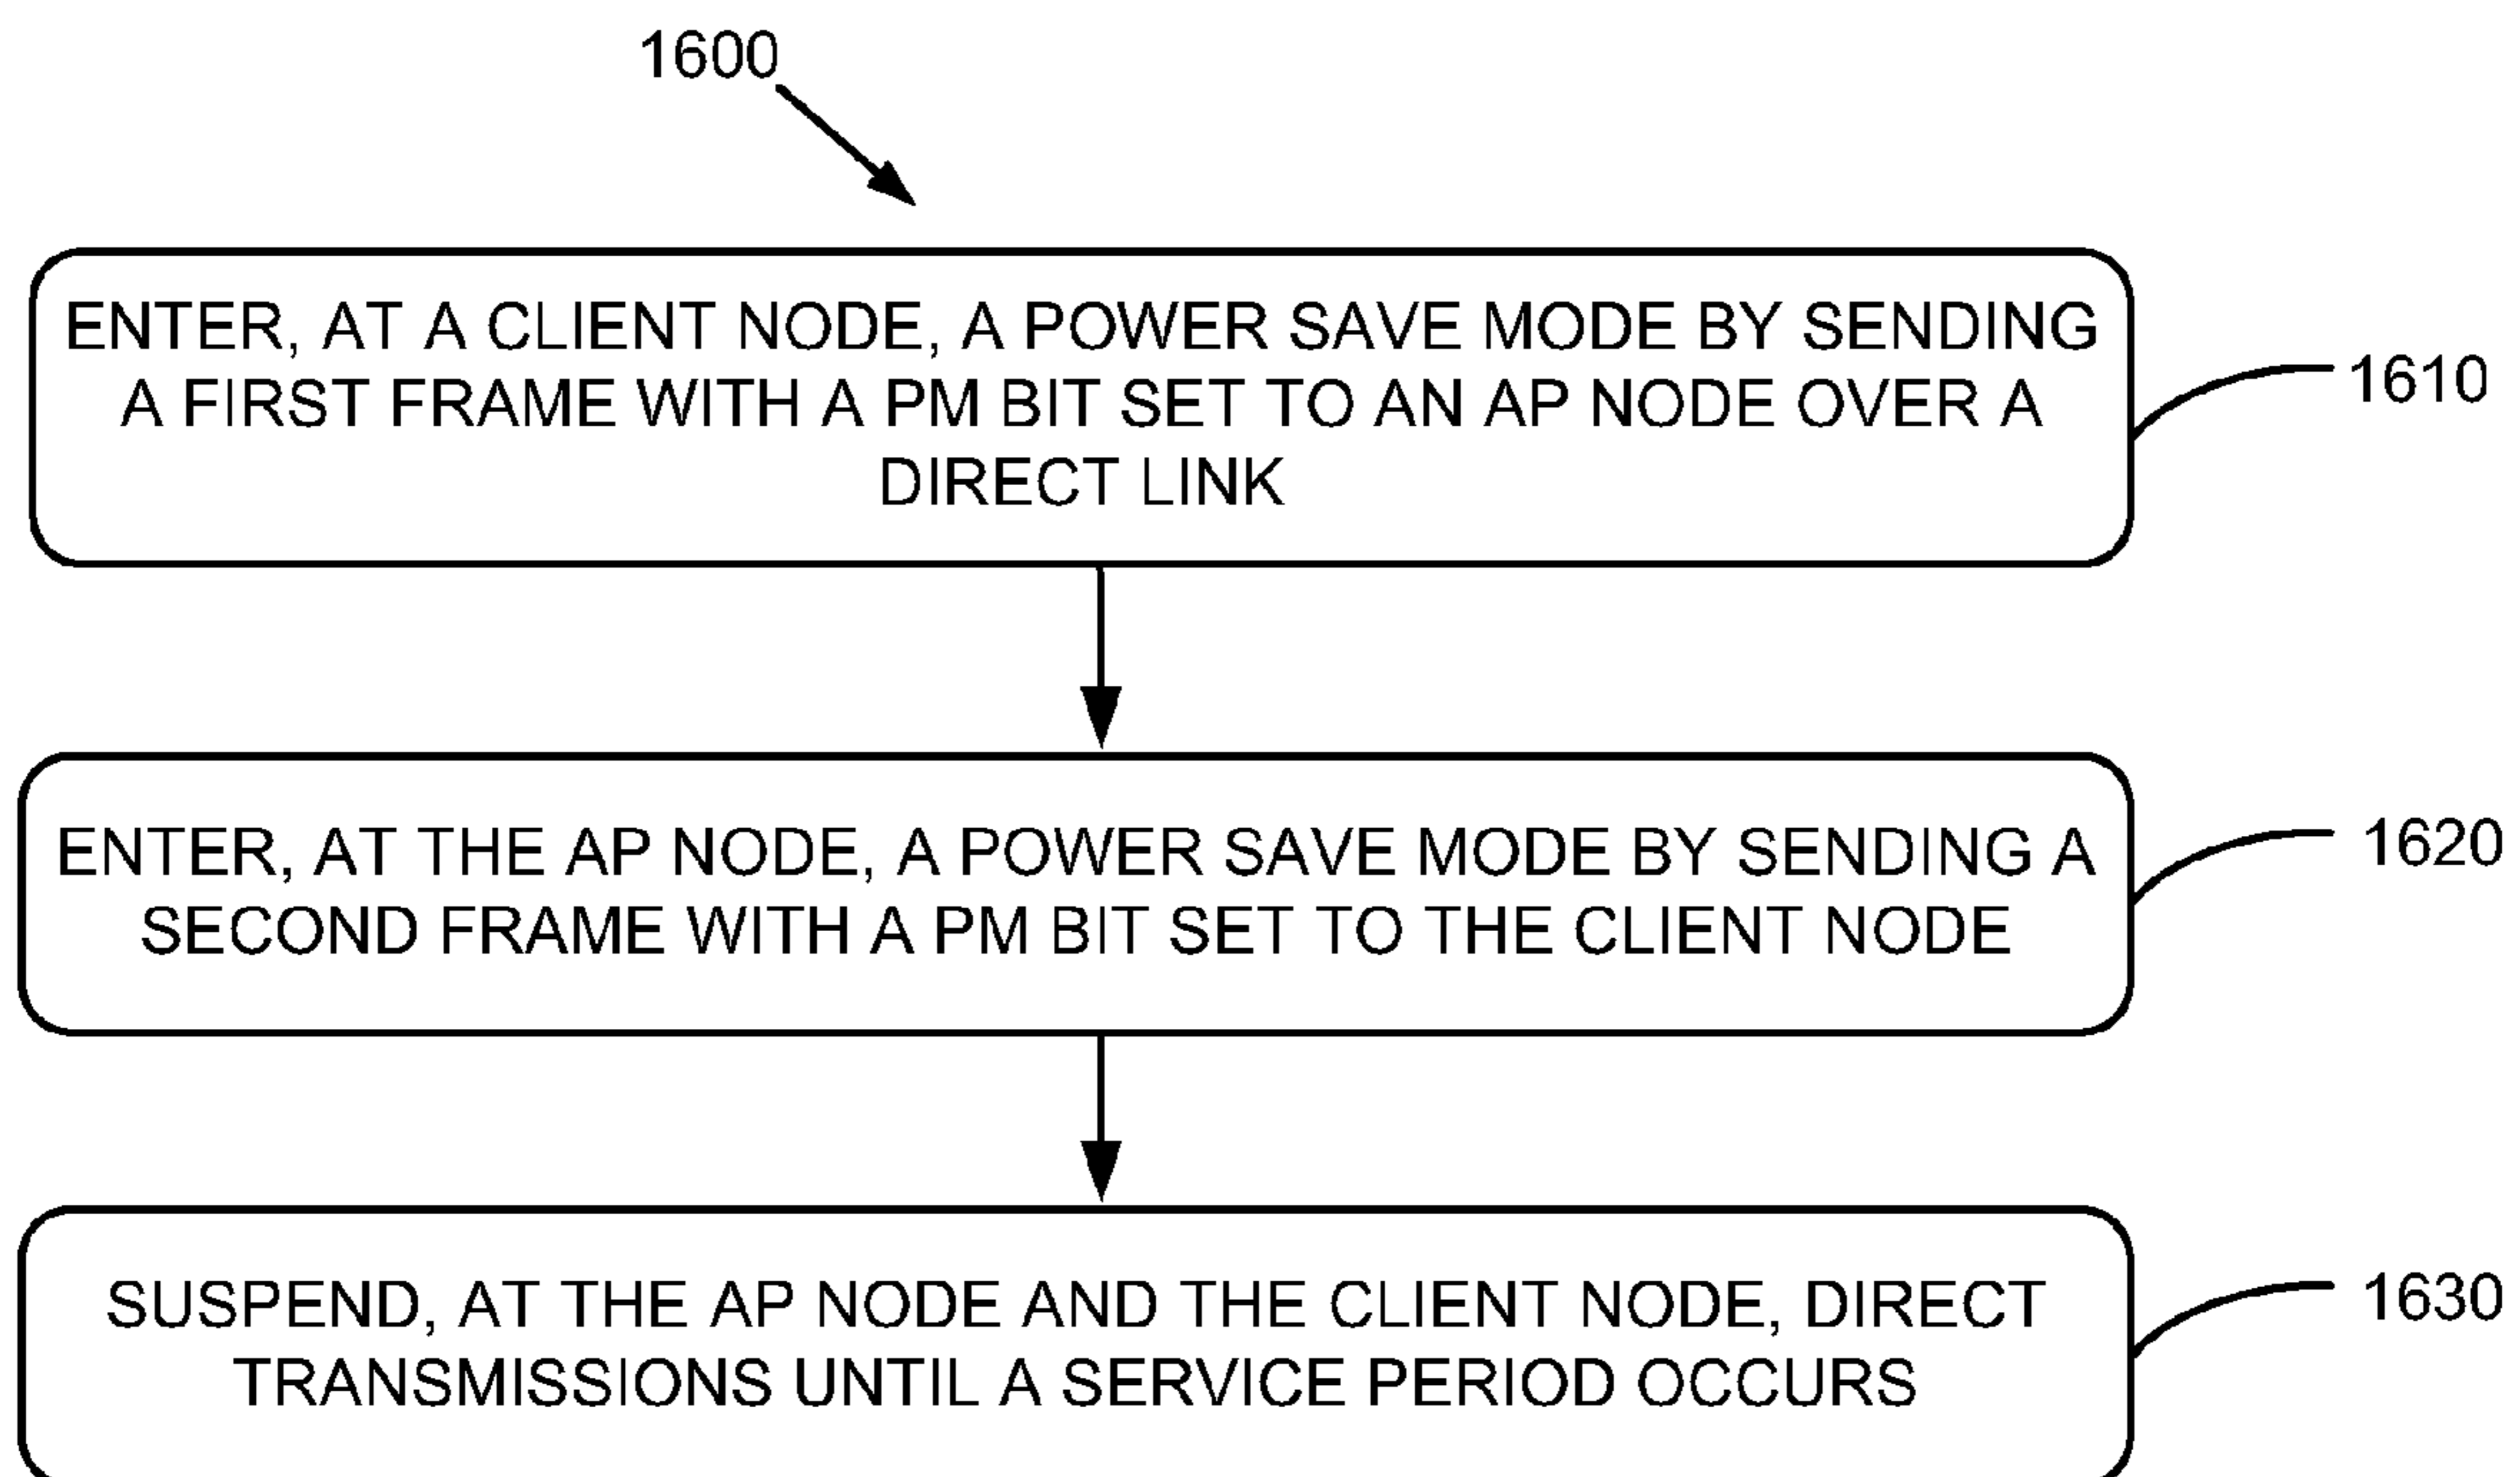 1600
ENTER, AT A CLIENT NODE, A POWER SAVE MODE BY SENDING
A FIRST FRAME WITH A PM BIT SET TO AN AP NODE OVER A
DIRECT LINK
1610
ENTER, AT THE AP NODE, A POWER SAVE MODE BY SENDING A
SECOND FRAME WITH A PM BIT SET TO THE CLIENT NODE
1620
SUSPEND, AT THE AP NODE AND THE CLIENT NODE, DIRECT
TRANSMISSIONS UNTIL A SERVICE PERIOD OCCURS
1630